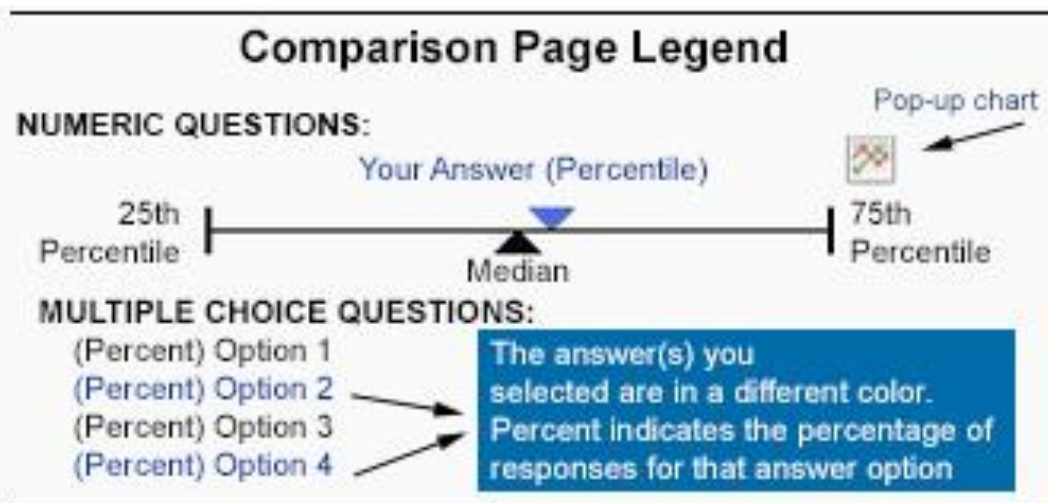 Comparison Page Legend
Pop-up chart
NUMERIC QUESTIONS:
Your Answer (Percentile)
25th
Percentile
75th
Percentile
Median
MULTIPLE CHOICE QUESTIONS:
(Percent) Option 1
(Percent) Option 2
(Percent) Option 3
(Percent) Option 4
The answer(s) you
selected are in a different color.
Percent indicates the percentage of
responses for that answer option